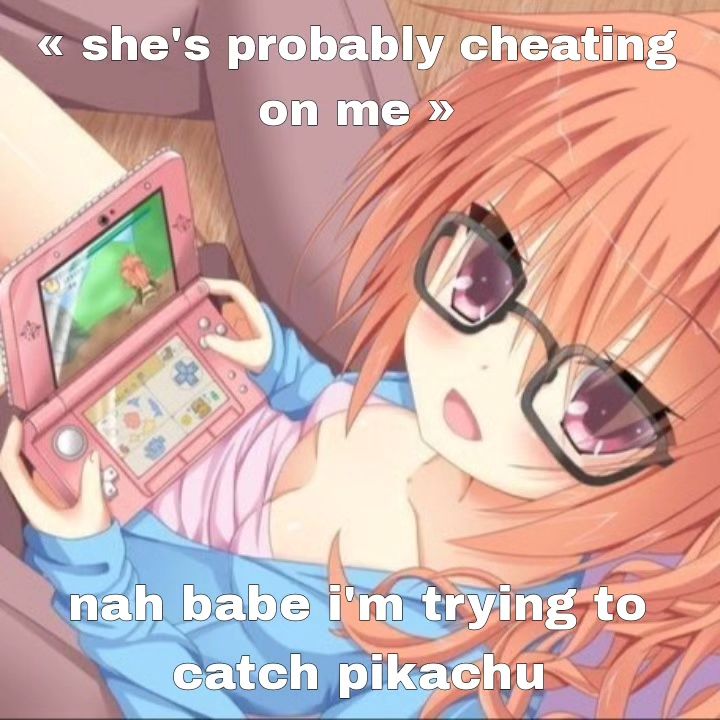 « she's probably cheating
on me »
nah babe i'm trying to
catch pikachu